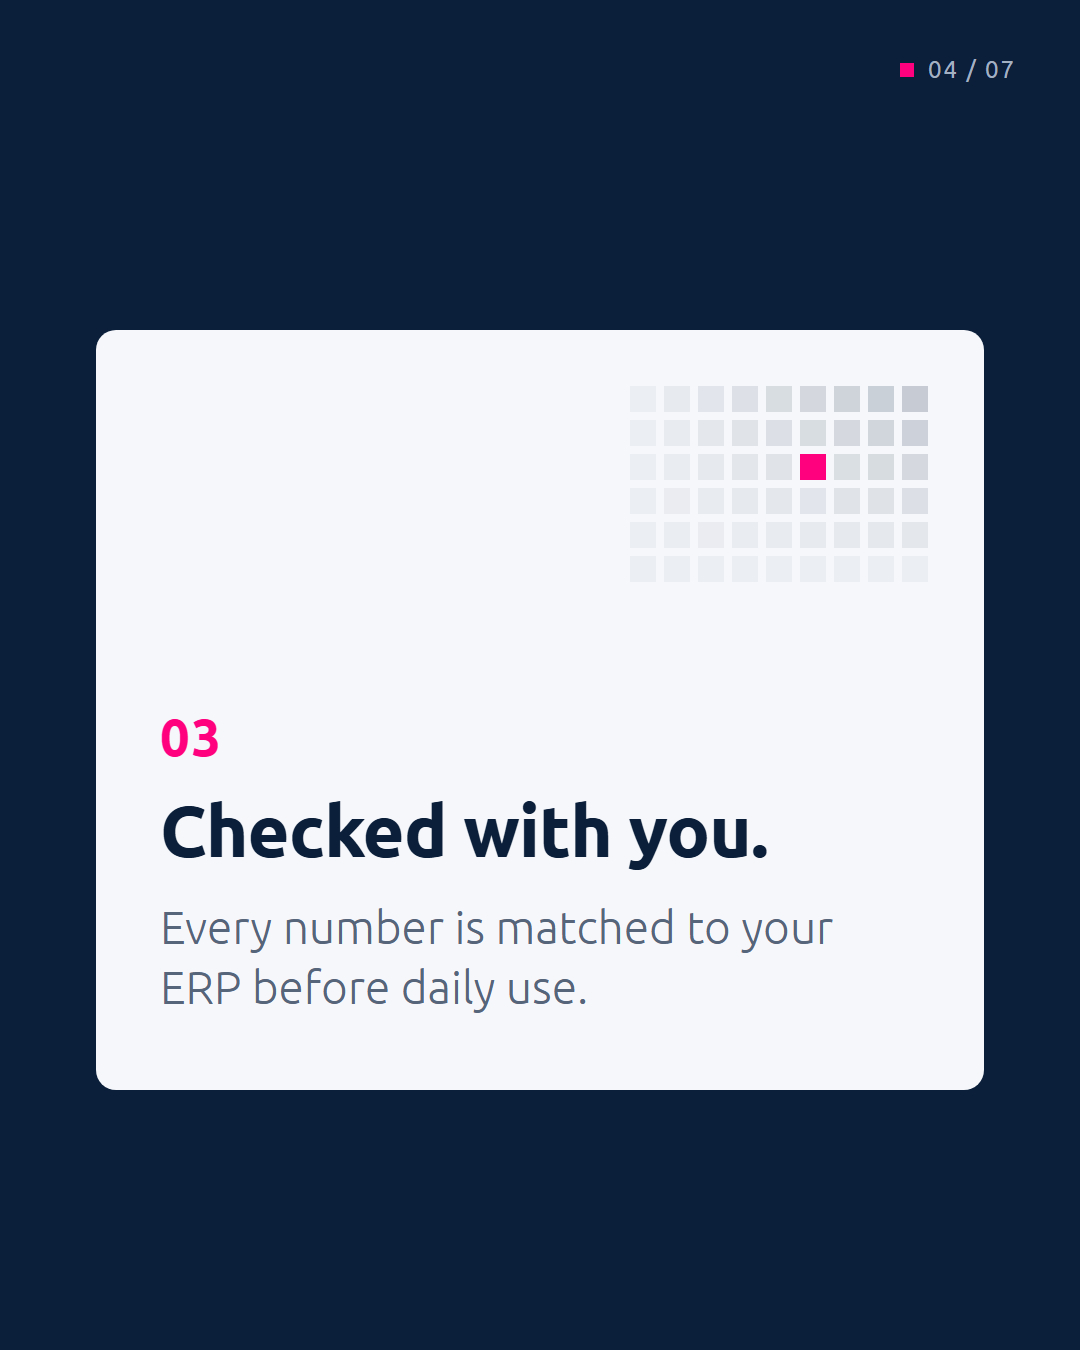 04 / 07
03
Checked with you.
Every number is matched to your
ERP before daily use.